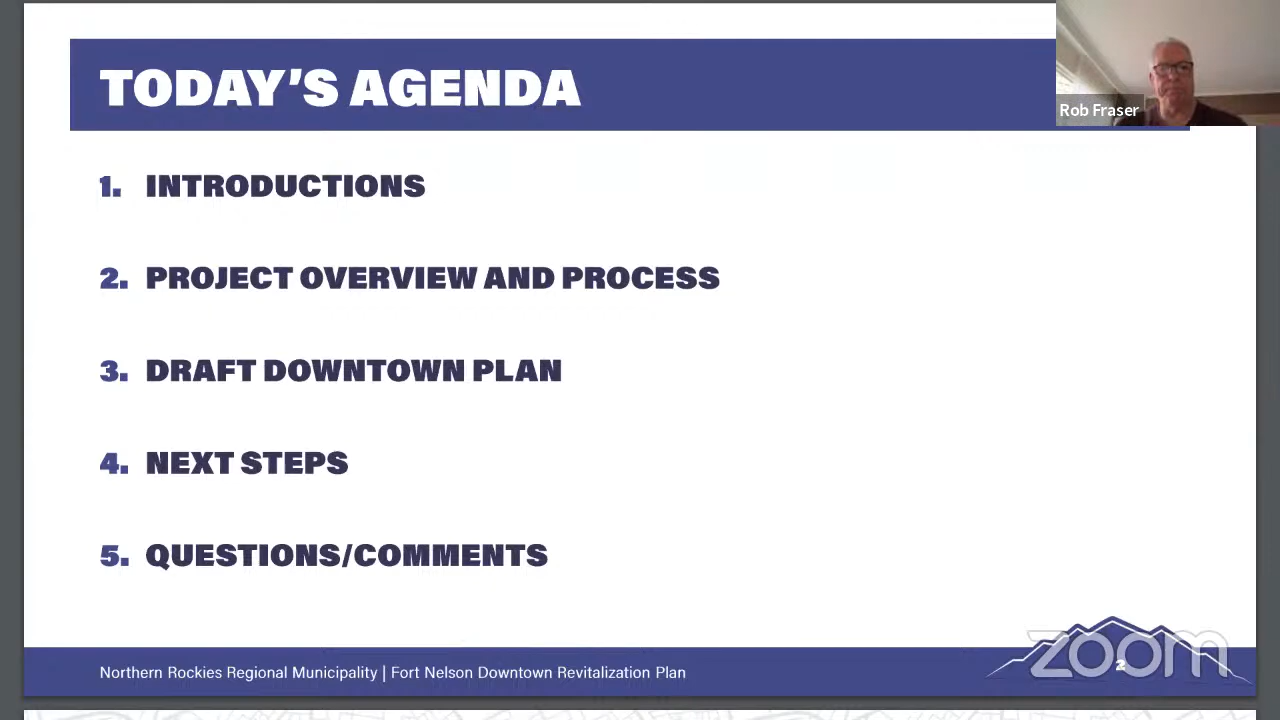 TODAY'S AGENDA
Rob Fraser
1. INTRODUCTIONS
2. PROJECT OVERVIEW AND PROCESS
3. DRAFT DOWNTOWN PLAN
4. NEXT STEPS
5. QUESTIONS/COMMENTS
Northern Rockies Regional Municipality | Fort Nelson Downtown Revitalization Plan
zoom
2